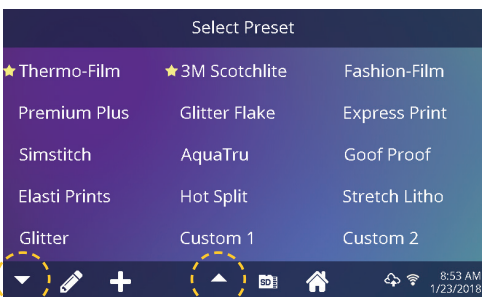 Select Preset
Thermo-Film 3M Scotchlite Fashion-Film
Premium Plus Glitter Flake Express Print
Simstitch AquaTru Goof Proof
Elasti Prints Hot Split Stretch Litho
Glitter Custom 1 Custom 2
SD 8:53 AM
1/23/2018